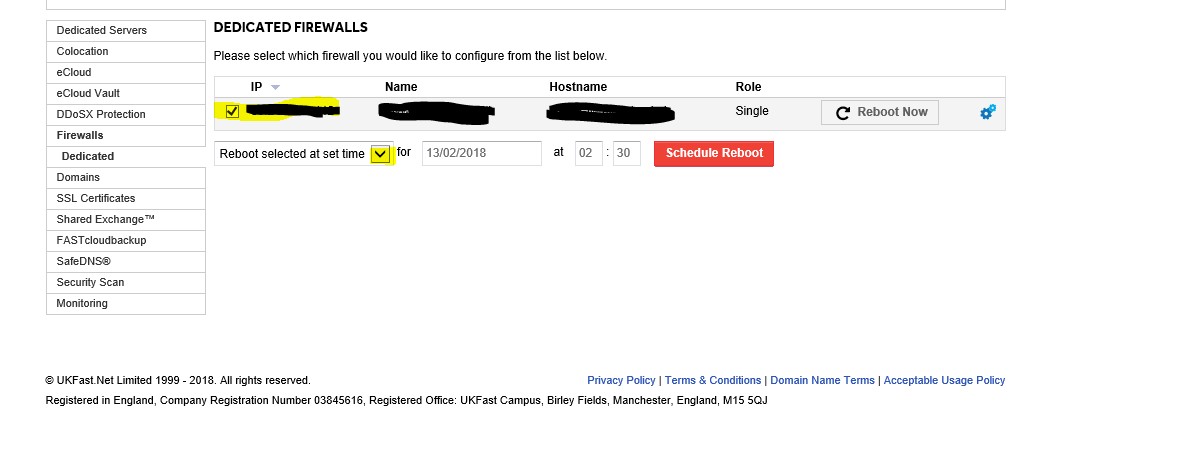 Dedicated Servers
Colocation
eCloud
eCloud Vault
DDoSX Protection
Firewalls
Dedicated
Domains
SSL Certificates
Shared Exchange™
FASTcloudbackup
SafeDNS®
Security Scan
Monitoring
DEDICATED FIREWALLS
Please select which firewall you would like to configure from the list below.
IP Name Hostname Role
Single Reboot Now
Reboot selected at set time for 13/02/2018 at 02 : 30 Schedule Reboot
© UKFast.Net Limited 1999 - 2018. All rights reserved. Privacy Policy | Terms & Conditions | Domain Name Terms | Acceptable Usage Policy
Registered in England, Company Registration Number 03845616, Registered Office: UKFast Campus, Birley Fields, Manchester, England, M15 5QJ